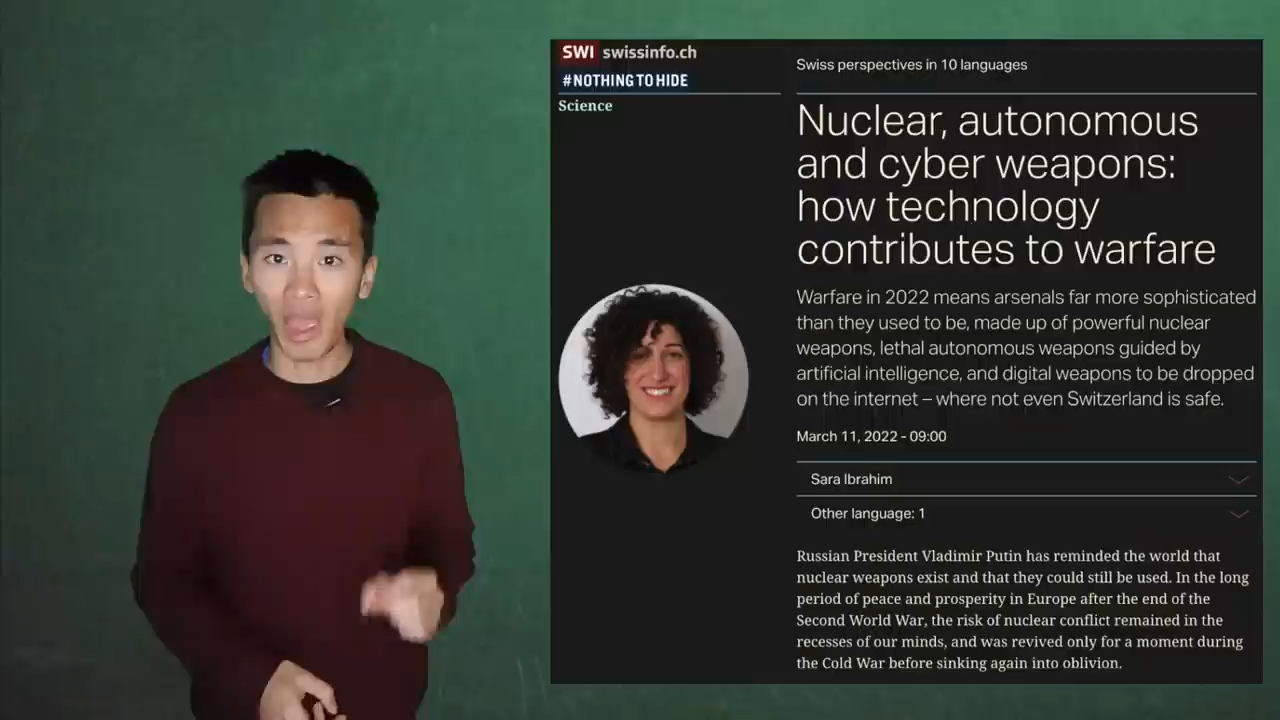 SWI swissinfo.ch
#NOTHING TO HIDE
Science
Swiss perspectives in 10 languages
Nuclear, autonomous
and cyber weapons:
how technology
contributes to warfare
Warfare in 2022 means arsenals far more sophisticated
than they used to be, made up of powerful nuclear
weapons, lethal autonomous weapons guided by
artificial intelligence, and digital weapons to be dropped
on the internet – where not even Switzerland is safe.
March 11, 2022 - 09:00
Sara Ibrahim
Other language: 1
Russian President Vladimir Putin has reminded the world that
nuclear weapons exist and that they could still be used. In the long
period of peace and prosperity in Europe after the end of the
Second World War, the risk of nuclear conflict remained in the
recesses of our minds, and was revived only for a moment during
the Cold War before sinking again into oblivion.